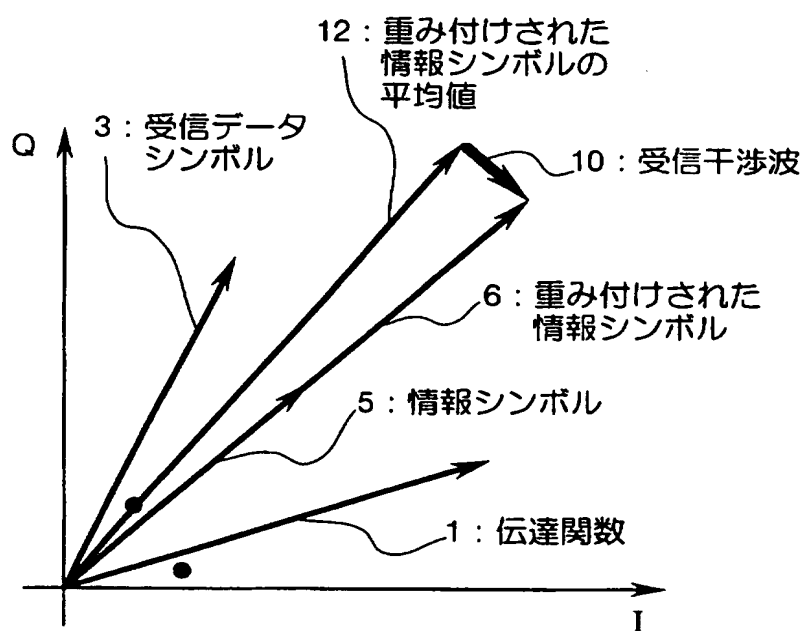 12：重み付けされた
情報シンボルの
平均値
3：受信データ
シンボル
Q
10：受信干渉波
6：重み付けされた
情報シンボル
5：情報シンボル
1：伝達関数
I